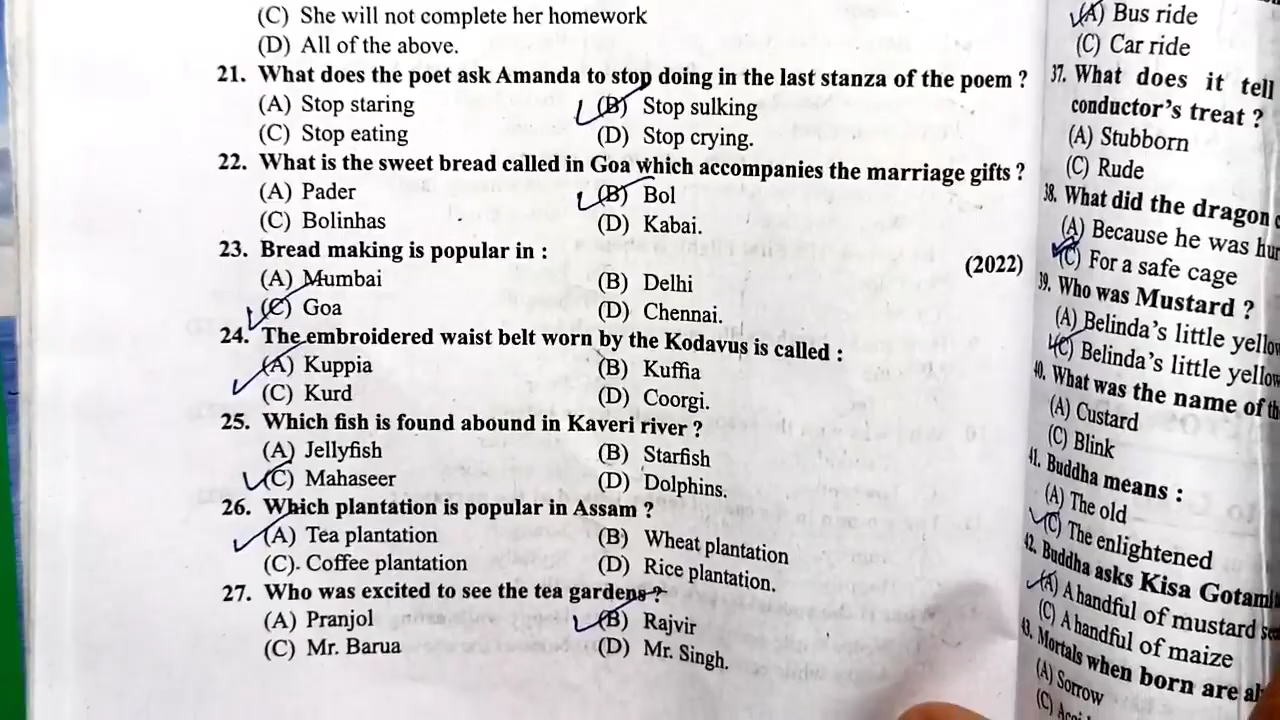 (C) She will not complete her homework
(D) All of the above.
21. What does the poet ask Amanda to stop doing in the last stanza of the poem ?
(A) Stop staring (B) Stop sulking
(C) Stop eating (D) Stop crying.
22. What is the sweet bread called in Goa which accompanies the marriage gifts ?
(A) Pader (B) Bol
(C) Bolinhas (D) Kabai.
23. Bread making is popular in : (2022)
(A) Mumbai (B) Delhi
(C) Goa (D) Chennai.
24. The embroidered waist belt worn by the Kodavus is called :
(A) Kuppia (B) Kuffia
(C) Kurd (D) Coorgi.
25. Which fish is found abound in Kaveri river ?
(A) Jellyfish (B) Starfish
(C) Mahaseer (D) Dolphins.
26. Which plantation is popular in Assam ?
(A) Tea plantation (B) Wheat plantation
(C). Coffee plantation (D) Rice plantation.
27. Who was excited to see the tea gardens ?
(A) Pranjol (B) Rajvir
(C) Mr. Barua (D) Mr. Singh.
(A) Bus ride
(C) Car ride
37. What does it tell
conductor's treat ?
(A) Stubborn
(C) Rude
38. What did the dragon
(A) Because he was
(C) For a safe cage
39. Who was Mustard ?
(A) Belinda's little
(C) Belinda's little
40. What was the name of
(A) Custard
(C) Blink
41. Buddha means :
(A) The old
(C) The enlightened
42. Buddha asks Kisa
(A) A handful of mustard
(C) A handful of maize
43. Mortals when born are
(A) Sorrow
(C)